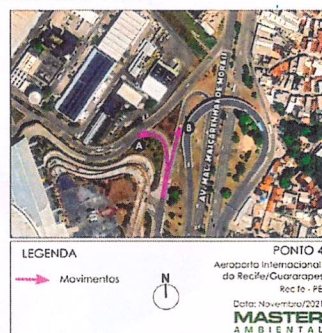 A
B
AV. MAL. MASCARENHAS DE MORAIS
LEGENDA
Movimentos
N
PONTO 4
Aeroporto Internacional
do Recife/Guararapes
Recife - PE
Data: Novembro/2021
MASTER
AMBIENTAL